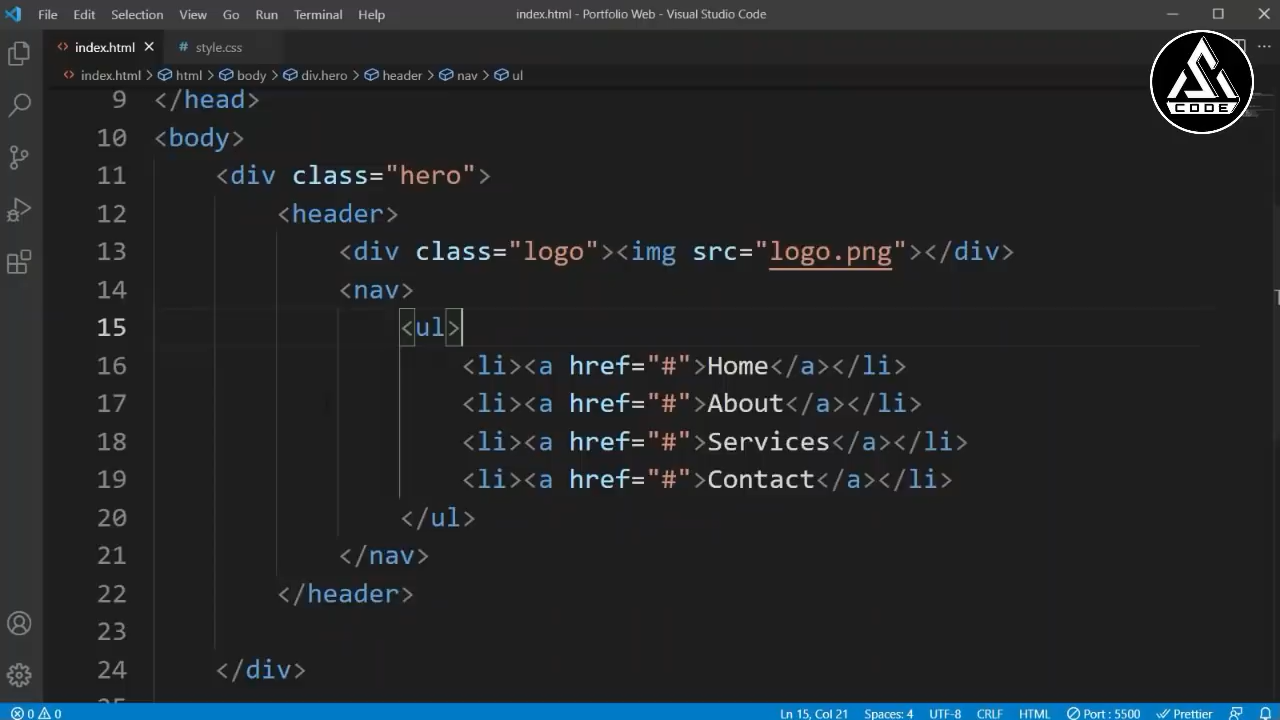 File Edit Selection View Go Run Terminal Help index.html - Portfolio Web - Visual Studio Code
index.html style.css
index.html > html > body > div.hero > header > nav > ul
CODE
9 </head>
10 <body>
11 <div class="hero">
12 <header>
13 <div class="logo"><img src="logo.png"></div>
14 <nav>
15 <ul>
16 <li><a href="#">Home</a></li>
17 <li><a href="#">About</a></li>
18 <li><a href="#">Services</a></li>
19 <li><a href="#">Contact</a></li>
20 </ul>
21 </nav>
22 </header>
23
24 </div>
0 0 Ln 15, Col 21 Spaces: 4 UTF-8 CRLF HTML Port : 5500 Prettier